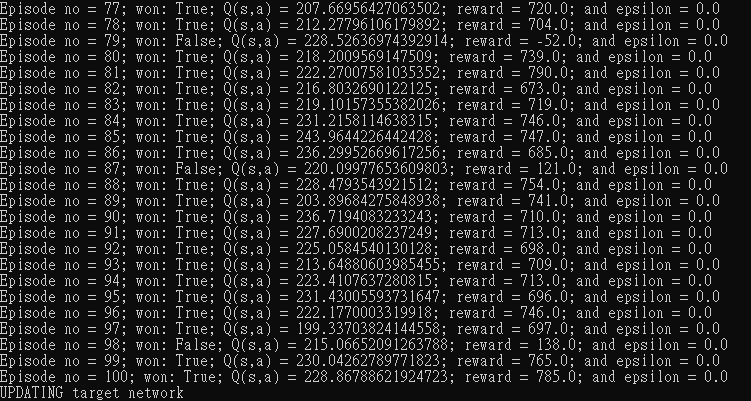 Episode no = 77; won: True; Q(s,a) = 207.66956427063502; reward = 720.0; and epsilon = 0.0
Episode no = 78; won: True; Q(s,a) = 212.27796106179892; reward = 704.0; and epsilon = 0.0
Episode no = 79; won: False; Q(s,a) = 228.52636974392914; reward = -52.0; and epsilon = 0.0
Episode no = 80; won: True; Q(s,a) = 218.2009569147509; reward = 739.0; and epsilon = 0.0
Episode no = 81; won: True; Q(s,a) = 222.27007581035352; reward = 790.0; and epsilon = 0.0
Episode no = 82; won: True; Q(s,a) = 216.8032690122125; reward = 673.0; and epsilon = 0.0
Episode no = 83; won: True; Q(s,a) = 219.10157355382026; reward = 719.0; and epsilon = 0.0
Episode no = 84; won: True; Q(s,a) = 231.2158114638315; reward = 746.0; and epsilon = 0.0
Episode no = 85; won: True; Q(s,a) = 243.9644226442428; reward = 747.0; and epsilon = 0.0
Episode no = 86; won: True; Q(s,a) = 236.29952669617256; reward = 685.0; and epsilon = 0.0
Episode no = 87; won: False; Q(s,a) = 220.09977653609803; reward = 121.0; and epsilon = 0.0
Episode no = 88; won: True; Q(s,a) = 228.4793543921512; reward = 754.0; and epsilon = 0.0
Episode no = 89; won: True; Q(s,a) = 203.89684275848938; reward = 741.0; and epsilon = 0.0
Episode no = 90; won: True; Q(s,a) = 236.7194083233243; reward = 710.0; and epsilon = 0.0
Episode no = 91; won: True; Q(s,a) = 227.6900208237249; reward = 713.0; and epsilon = 0.0
Episode no = 92; won: True; Q(s,a) = 225.0584540130128; reward = 698.0; and epsilon = 0.0
Episode no = 93; won: True; Q(s,a) = 213.64880603985455; reward = 709.0; and epsilon = 0.0
Episode no = 94; won: True; Q(s,a) = 223.4107637280815; reward = 713.0; and epsilon = 0.0
Episode no = 95; won: True; Q(s,a) = 231.43005593731647; reward = 696.0; and epsilon = 0.0
Episode no = 96; won: True; Q(s,a) = 222.1770003319918; reward = 746.0; and epsilon = 0.0
Episode no = 97; won: True; Q(s,a) = 199.33703824144558; reward = 697.0; and epsilon = 0.0
Episode no = 98; won: False; Q(s,a) = 215.06652091263788; reward = 138.0; and epsilon = 0.0
Episode no = 99; won: True; Q(s,a) = 230.04262789771823; reward = 765.0; and epsilon = 0.0
Episode no = 100; won: True; Q(s,a) = 228.86788621924723; reward = 785.0; and epsilon = 0.0
UPDATING target network